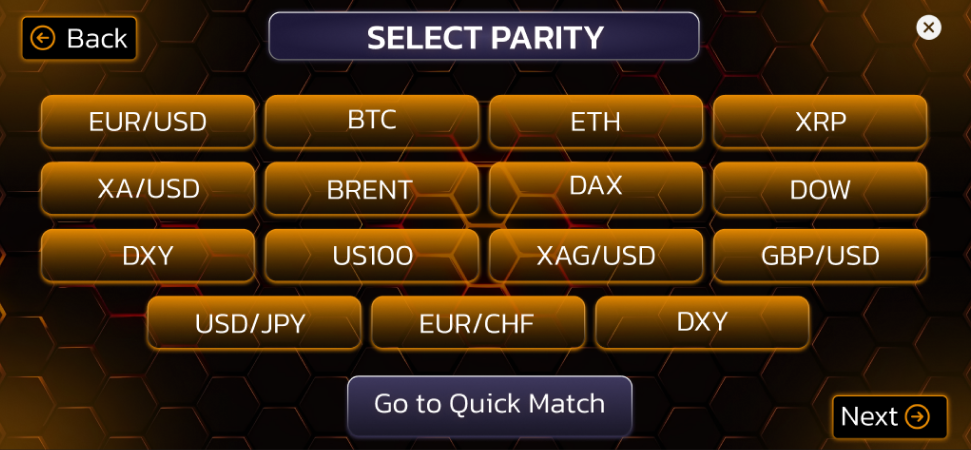 Back
SELECT PARITY
EUR/USD
BTC
ETH
XRP
XA/USD
BRENT
DAX
DOW
DXY
US100
XAG/USD
GBP/USD
USD/JPY
EUR/CHF
DXY
Go to Quick Match
Next